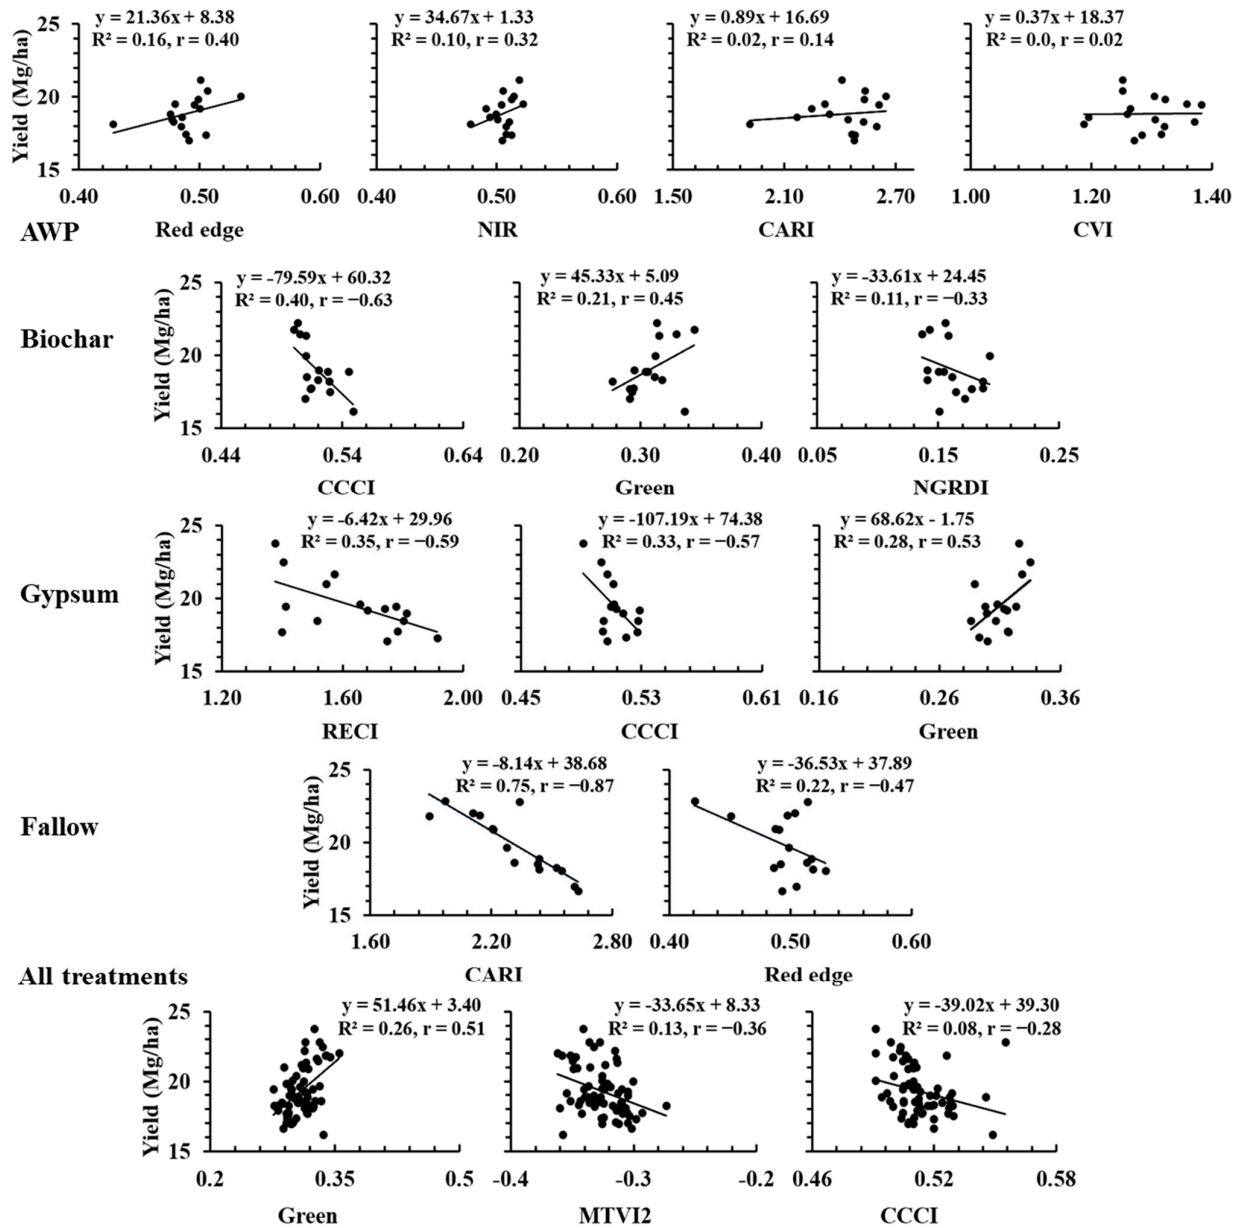 y = 21.36x + 8.38
R² = 0.16, r = 0.40
y = 34.67x + 1.33
R² = 0.10, r = 0.32
y = 0.89x + 16.69
R² = 0.02, r = 0.14
y = 0.37x + 18.37
R² = 0.0, r = 0.02
Yield (Mg/ha)
25
20
15
0.40 0.50 0.60
0.40 0.50 0.60
1.50 2.10 2.70
1.00 1.20 1.40
Red edge
NIR
CARI
CVI
AWP
y = -79.59x + 60.32
R² = 0.40, r = −0.63
y = 45.33x + 5.09
R² = 0.21, r = 0.45
y = -33.61x + 24.45
R² = 0.11, r = −0.33
Biochar
Yield (Mg/ha)
25
20
15
0.44 0.54 0.64
0.20 0.30 0.40
0.05 0.15 0.25
CCCI
Green
NGRDI
y = -6.42x + 29.96
R² = 0.35, r = −0.59
y = -107.19x + 74.38
R² = 0.33, r = −0.57
y = 68.62x - 1.75
R² = 0.28, r = 0.53
Gypsum
Yield (Mg/ha)
25
20
15
1.20 1.60 2.00
0.45 0.53 0.61
0.16 0.26 0.36
RECI
CCCI
Green
y = -8.14x + 38.68
R² = 0.75, r = −0.87
y = -36.53x + 37.89
R² = 0.22, r = −0.47
Fallow
Yield (Mg/ha)
25
20
15
1.60 2.20 2.80
0.40 0.50 0.60
CARI
Red edge
All treatments
y = 51.46x + 3.40
R² = 0.26, r = 0.51
y = -33.65x + 8.33
R² = 0.13, r = −0.36
y = -39.02x + 39.30
R² = 0.08, r = −0.28
Yield (Mg/ha)
25
20
15
0.2 0.35 0.5
-0.4 -0.3 -0.2
0.46 0.52 0.58
Green
MTVI2
CCCI